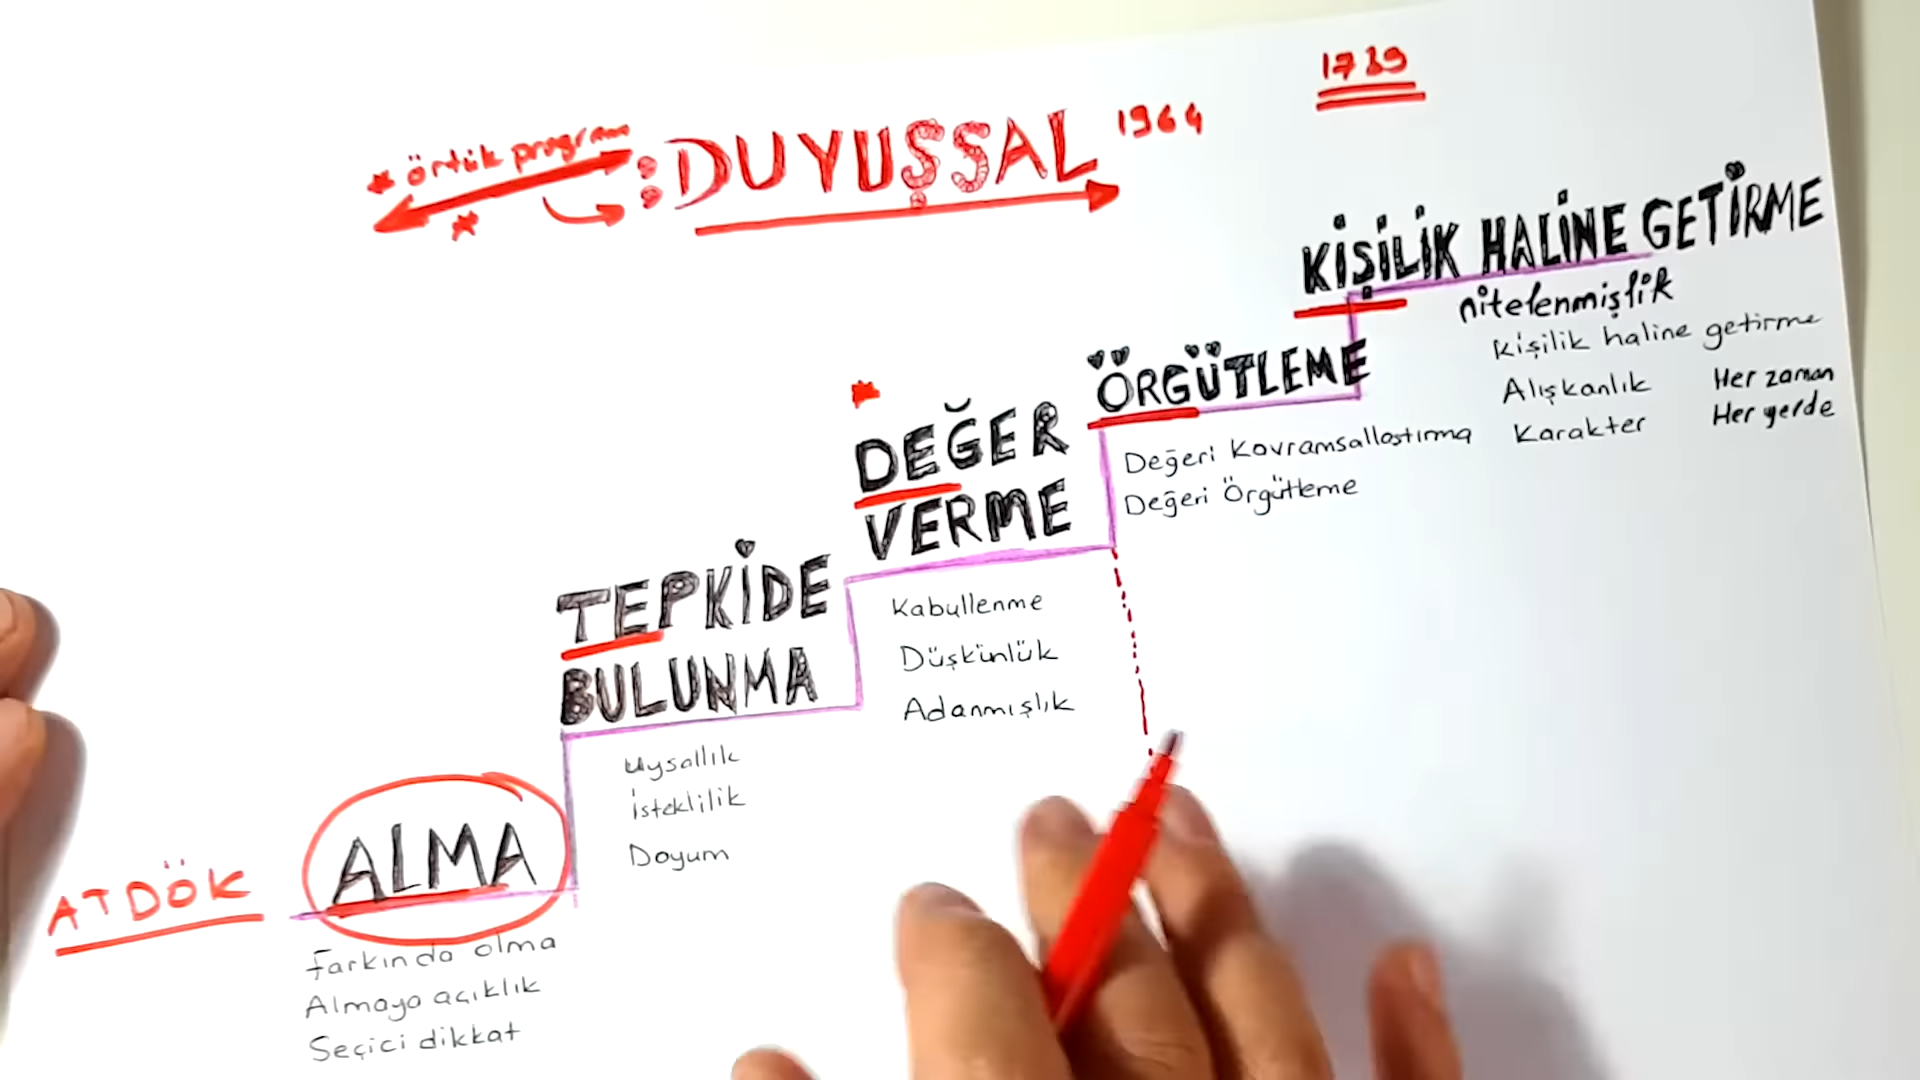 1739
* örtük program
: DUYUŞSAL 1964
KİŞİLİK HALİNE GETİRME
nitelenmişlik
Kişilik haline getirme
Alışkanlık Her zaman
Karakter Her yerde
ÖRGÜTLEME
Değeri Kavramsallaştırma
Değeri Örgütleme
DEĞER
VERME
Kabullenme
Düşkünlük
Adanmışlık
TEPKİDE
BULUNMA
Uysallık
İsteklilik
Doyum
ATDÖK
ALMA
farkında olma
Almaya açıklık
Seçici dikkat